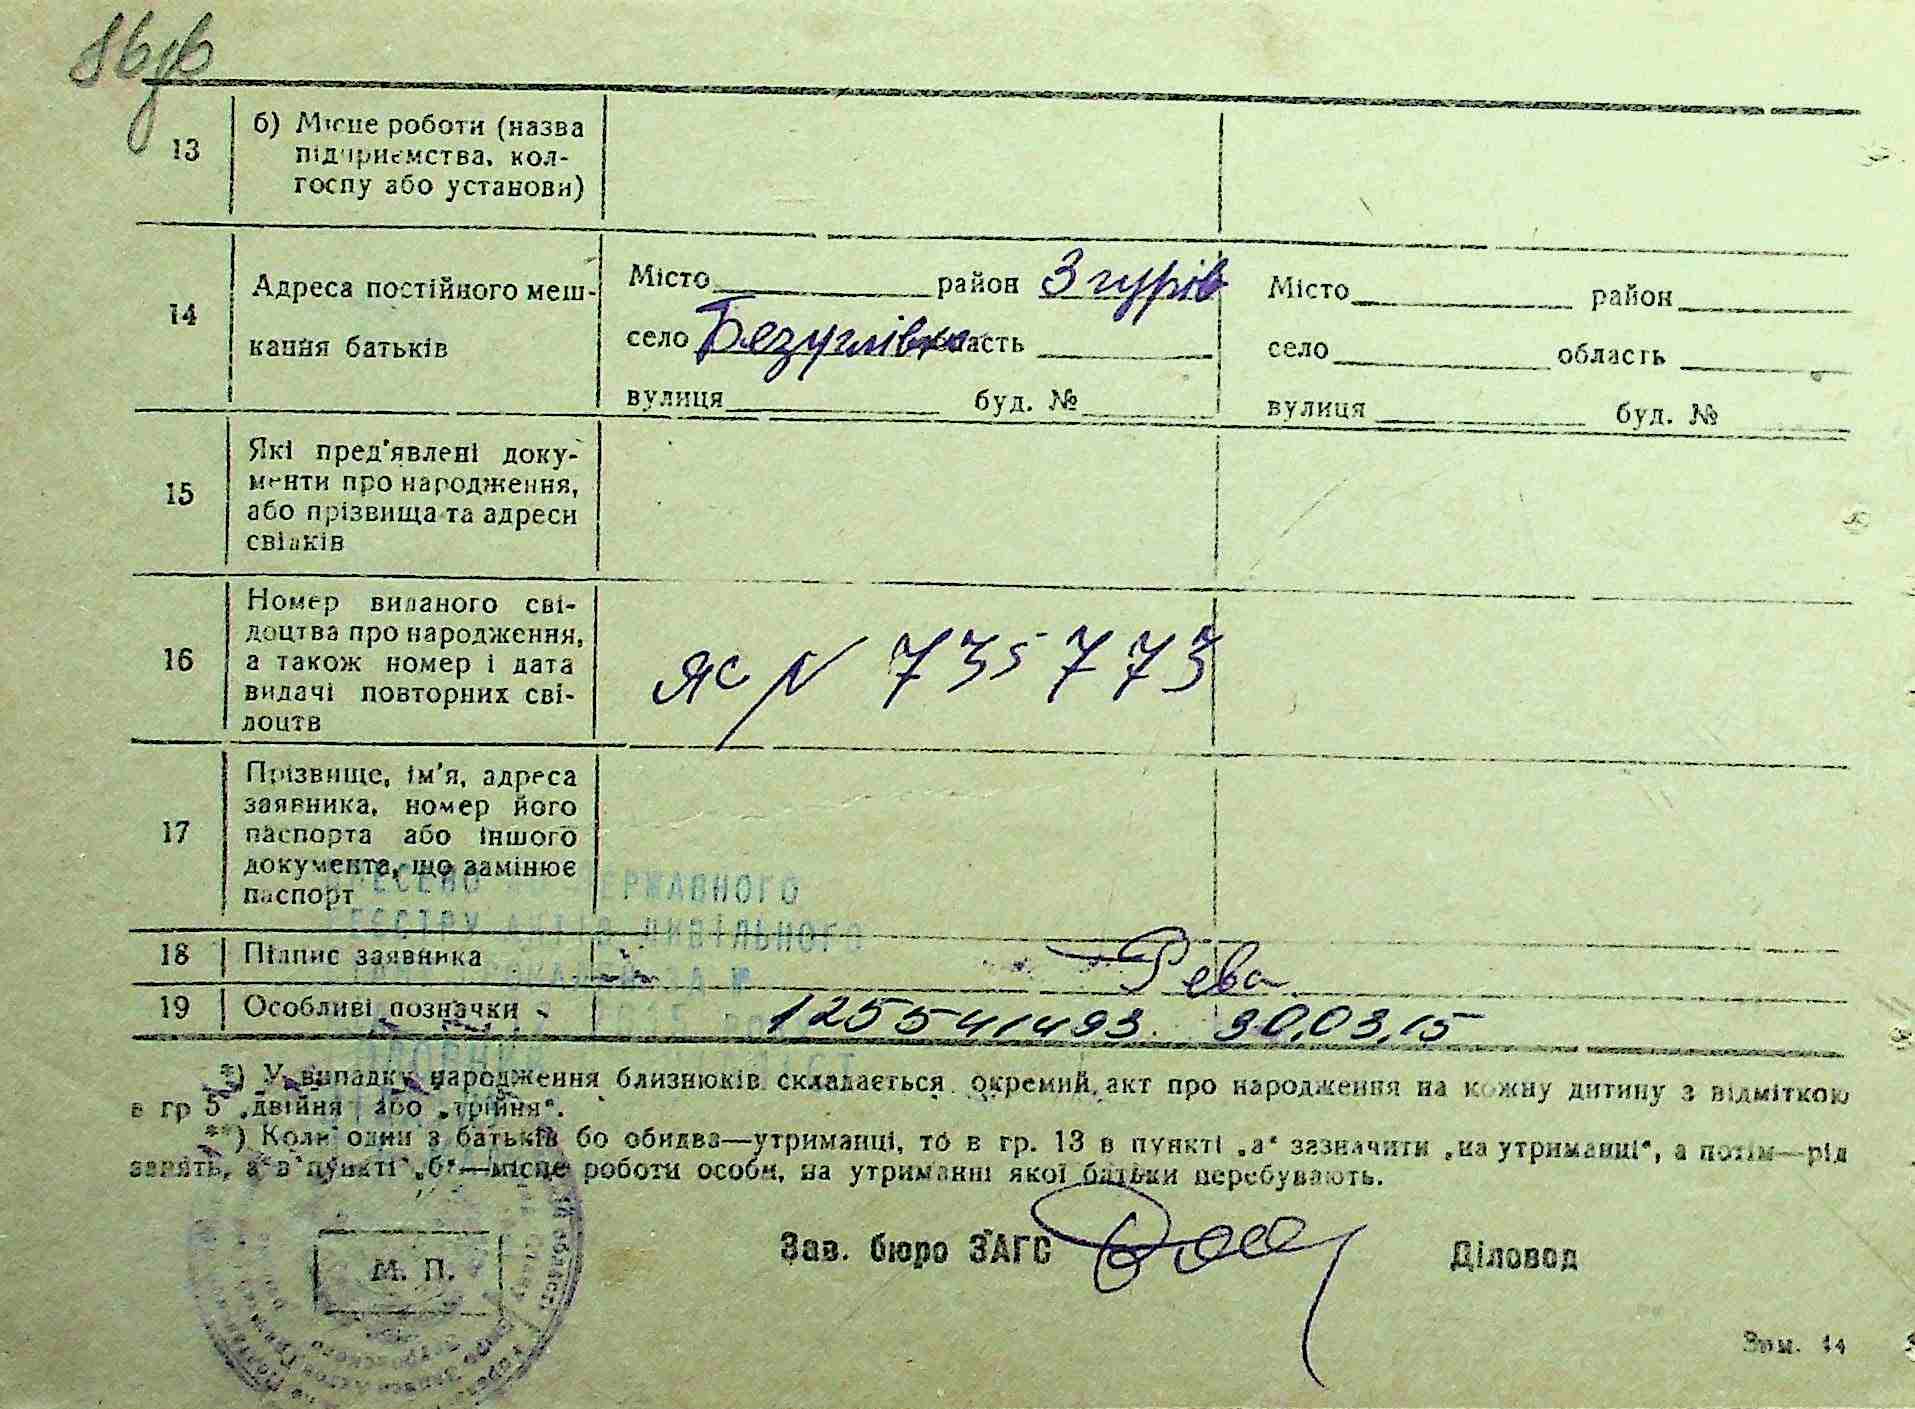 13 б) Місце роботи (назва
підприємства, кол-
госпу або установи)
14 Адреса постійного меш-
кання батьків
Місто район Згурів
село Безуглівка область
вулиця буд. №
Місто район
село область
вулиця буд. №
15 Які пред'явлені доку-
менти про народження,
або прізвища та адреси
свідків
16 Номер виданого сві-
доцтва про народження,
а також номер і дата
видачі повторних сві-
доцтв
ЯС N 735773
17 Прізвище, ім'я, адреса
заявника, номер його
паспорта або іншого
документа, що замінює
паспорт
ДЕРЖАВНОГО
РЕЄСТРУ АКТІВ ЦИВІЛЬНОГО
18 Підпис заявника Рева
19 Особливі позначки 125541493. 30.03.15
*) У випадку народження близнюків складається окремий акт про народження на кожну дитину з відміткою
в гр 5 „двійня" або „трійня".
**) Коли один з батьків бо обидва—утриманці, то в гр. 13 в пункті „а" зазначити „на утриманці", а потім—рід
занять, а в пункті „б"—місце роботи особи, на утриманні якої батьки перебувають.
М. П.
Зав. бюро ЗАГС
Діловод